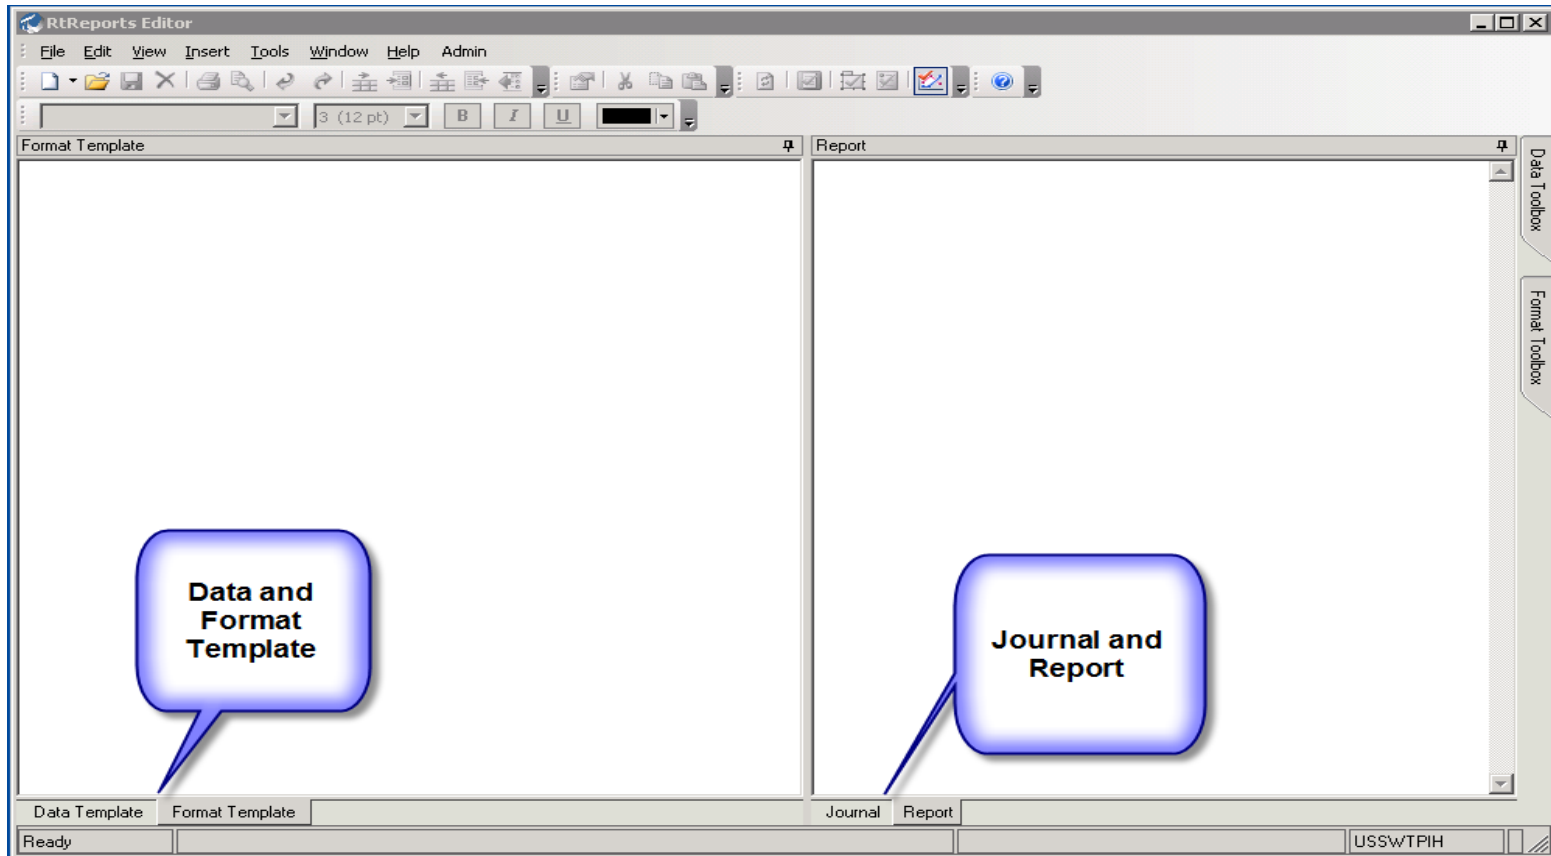 RtReports Editor
File Edit View Insert Tools Window Help Admin
3 (12 pt) B I U
Format Template
Report
Data Toolbox
Format Toolbox
Data and
Format
Template
Journal and
Report
Data Template Format Template
Journal Report
Ready
USSWTPIH